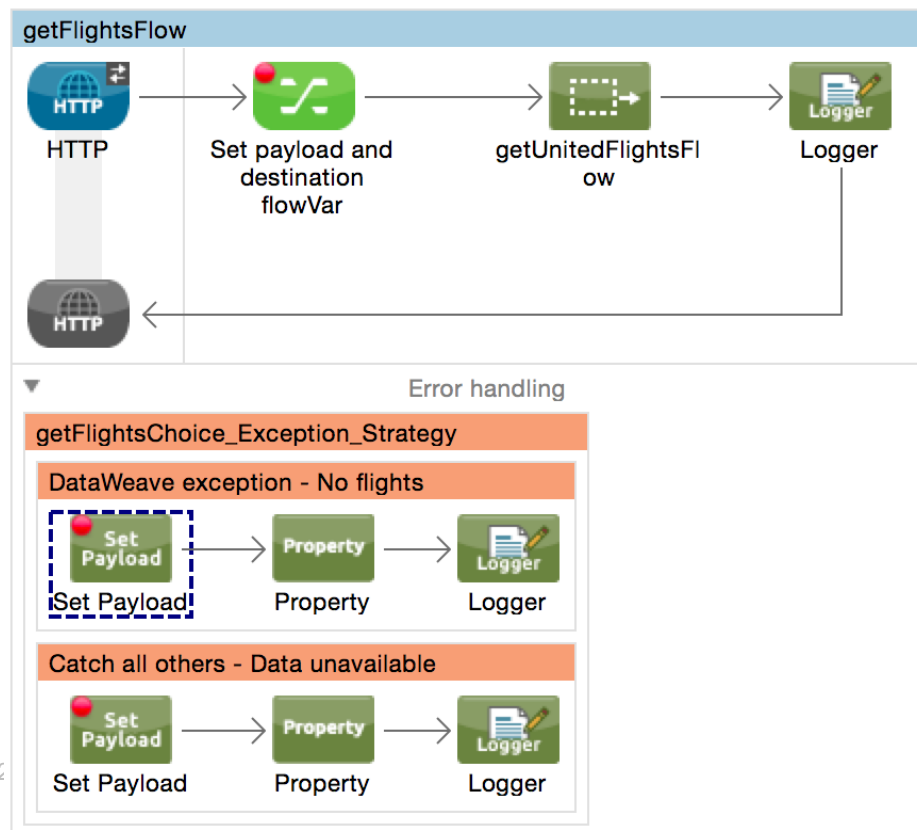 getFlightsFlow
HTTP
HTTP
Set payload and
destination
flowVar
getUnitedFlightsFl
ow
Logger
Logger
HTTP
Error handling
getFlightsChoice_Exception_Strategy
DataWeave exception - No flights
Set
Payload
Set Payload
Property
Property
Logger
Logger
Catch all others - Data unavailable
Set
Payload
Set Payload
Property
Property
Logger
Logger